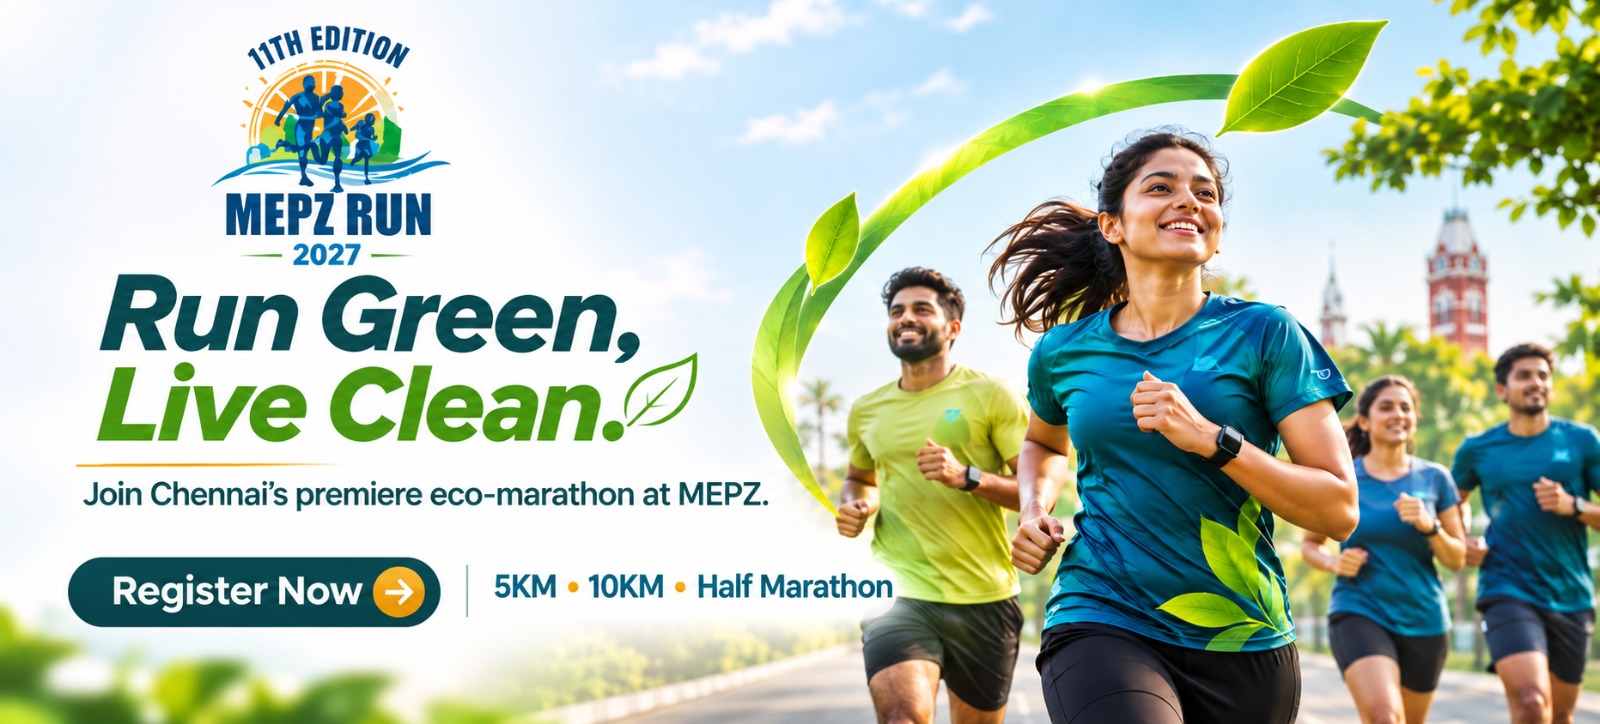 11TH EDITION
MEPZ RUN
2027
Run Green,
Live Clean.
Join Chennai's premiere eco-marathon at MEPZ.
Register Now
5KM • 10KM • Half Marathon